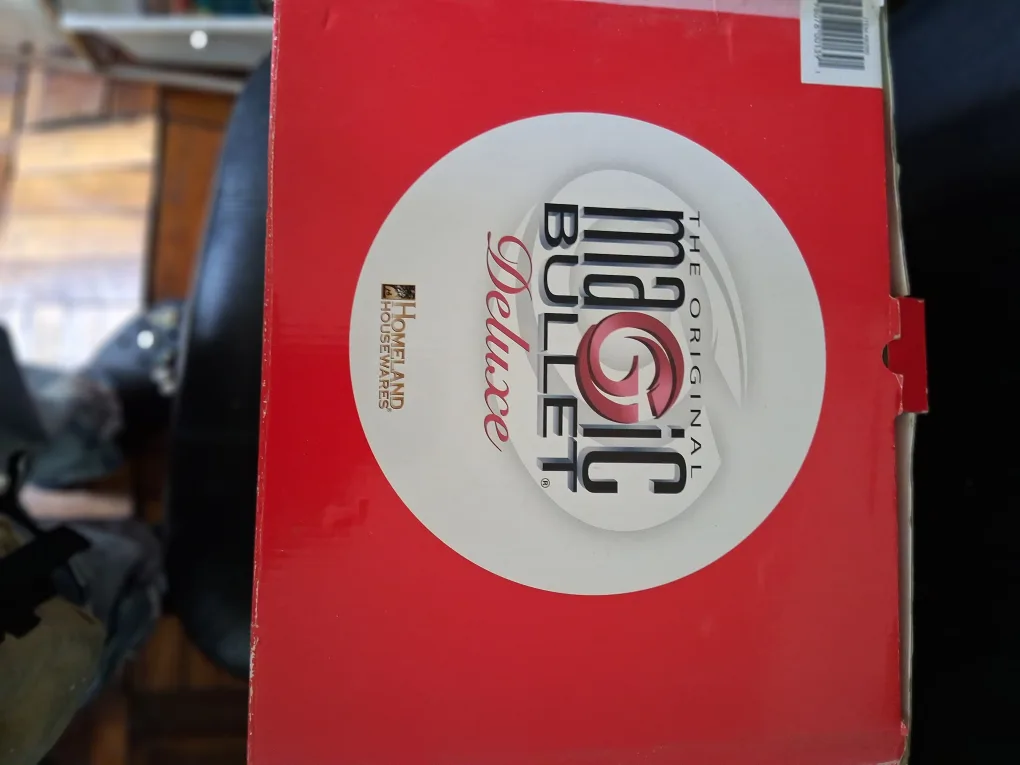 THE ORIGINAL
magic
BULLET®
Deluxe
HOMELAND
HOUSEWARES®